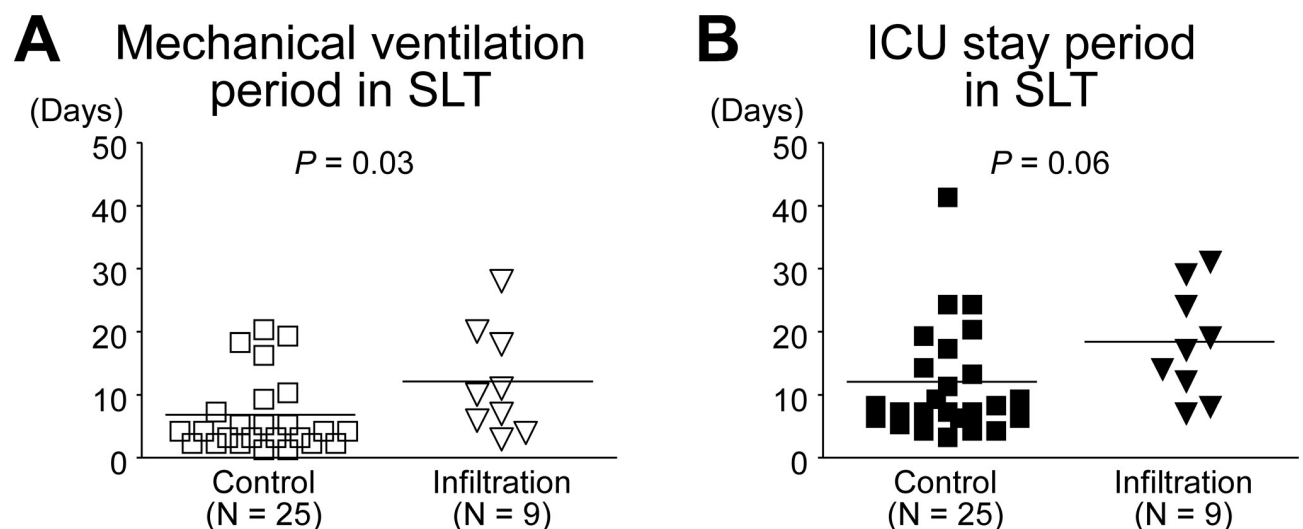 A
Mechanical ventilation
period in SLT
(Days)
P = 0.03
50
40
30
20
10
0
Control
(N = 25)
Infiltration
(N = 9)
B
ICU stay period
in SLT
(Days)
P = 0.06
50
40
30
20
10
0
Control
(N = 25)
Infiltration
(N = 9)